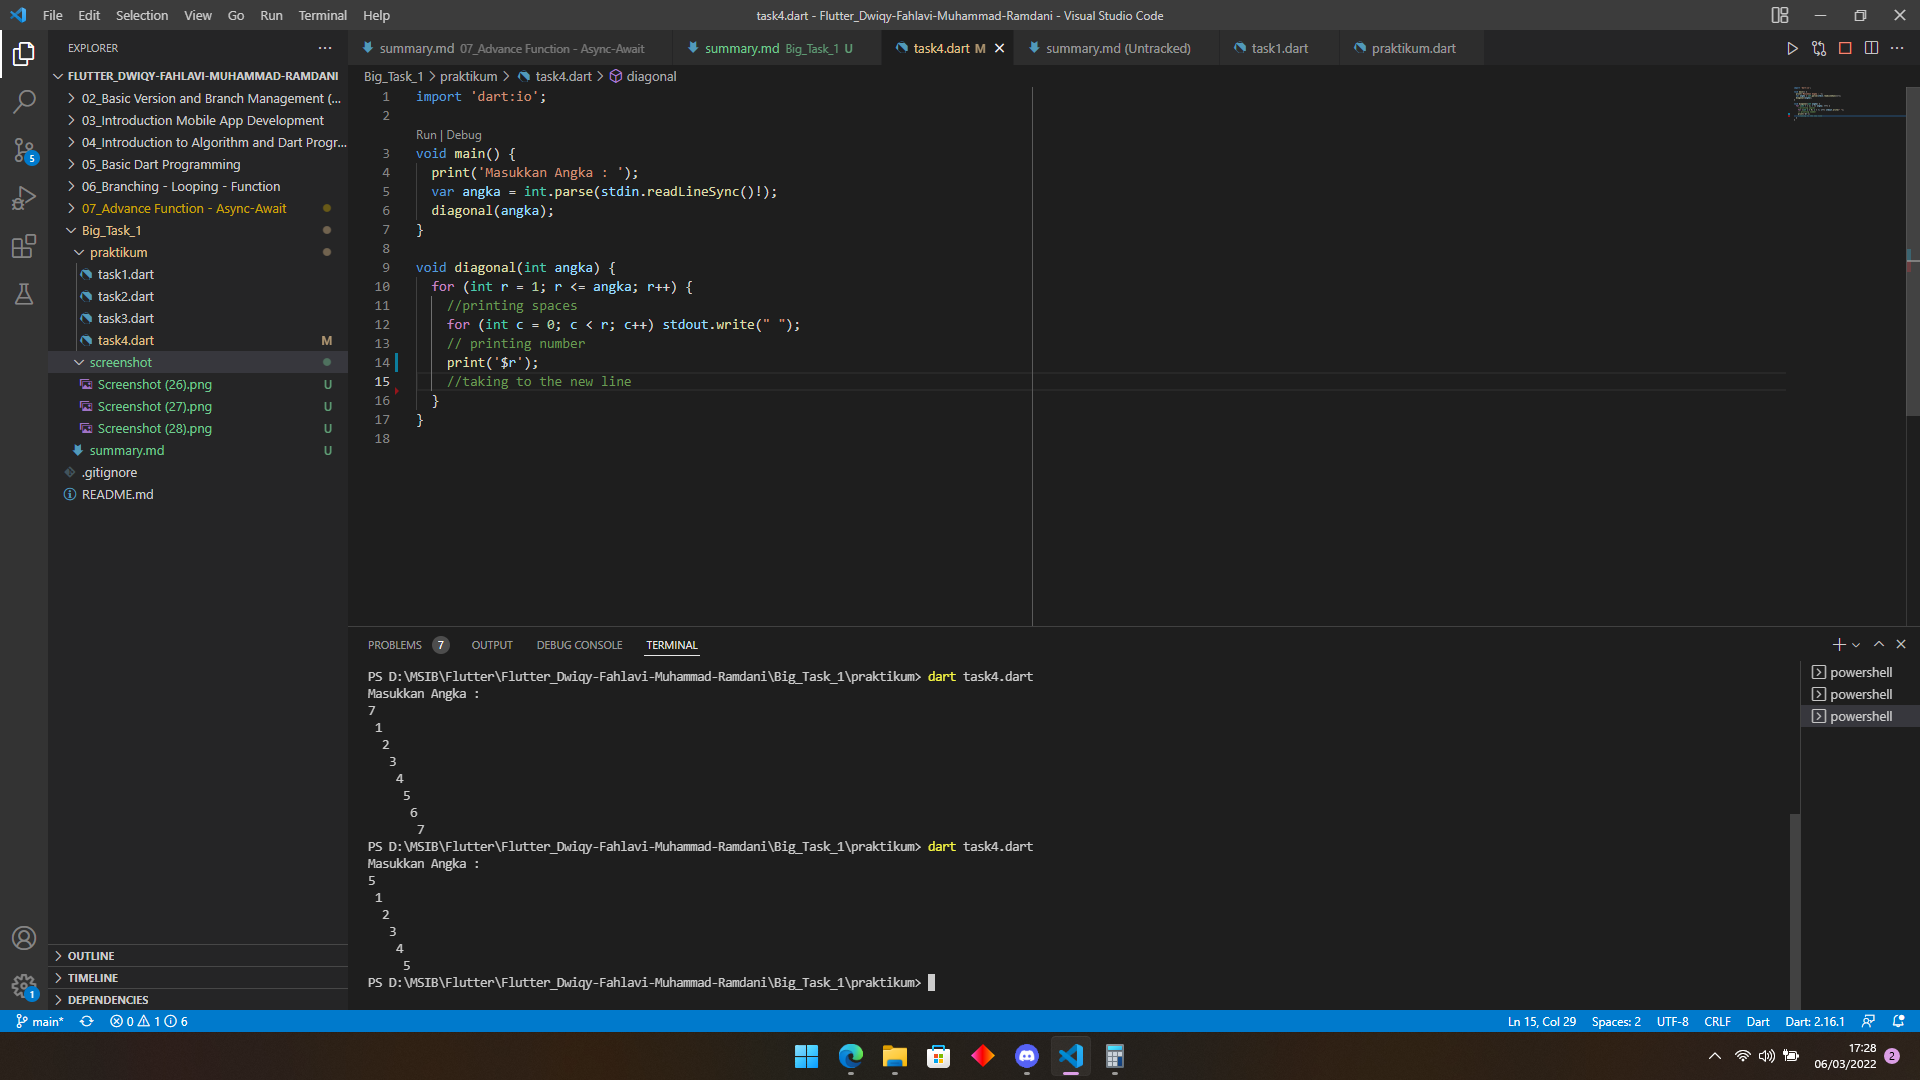 File Edit Selection View Go Run Terminal Help
task4.dart - Flutter_Dwiqy-Fahlavi-Muhammad-Ramdani - Visual Studio Code
EXPLORER
FLUTTER_DWIQY-FAHLAVI-MUHAMMAD-RAMDANI
02_Basic Version and Branch Management (...
03_Introduction Mobile App Development
04_Introduction to Algorithm and Dart Progr...
05_Basic Dart Programming
06_Branching - Looping - Function
07_Advance Function - Async-Await
Big_Task_1
praktikum
task1.dart
task2.dart
task3.dart
task4.dart M
screenshot
Screenshot (26).png U
Screenshot (27).png U
Screenshot (28).png U
summary.md U
.gitignore
README.md
OUTLINE
TIMELINE
DEPENDENCIES
5
1
summary.md 07_Advance Function - Async-Await
summary.md Big_Task_1 U
task4.dart M
summary.md (Untracked)
task1.dart
praktikum.dart
Big_Task_1 > praktikum > task4.dart > diagonal
1 import 'dart:io';
2
Run | Debug
3 void main() {
4 print('Masukkan Angka : ');
5 var angka = int.parse(stdin.readLineSync()!);
6 diagonal(angka);
7 }
8
9 void diagonal(int angka) {
10 for (int r = 1; r <= angka; r++) {
11 //printing spaces
12 for (int c = 0; c < r; c++) stdout.write(" ");
13 // printing number
14 print('$r');
15 //taking to the new line
16 }
17 }
18
PROBLEMS 7 OUTPUT DEBUG CONSOLE TERMINAL
PS D:\MSIB\Flutter\Flutter_Dwiqy-Fahlavi-Muhammad-Ramdani\Big_Task_1\praktikum> dart task4.dart
Masukkan Angka :
7
1
2
3
4
5
6
7
PS D:\MSIB\Flutter\Flutter_Dwiqy-Fahlavi-Muhammad-Ramdani\Big_Task_1\praktikum> dart task4.dart
Masukkan Angka :
5
1
2
3
4
5
PS D:\MSIB\Flutter\Flutter_Dwiqy-Fahlavi-Muhammad-Ramdani\Big_Task_1\praktikum>
powershell
powershell
powershell
main* 0 1 6
Ln 15, Col 29 Spaces: 2 UTF-8 CRLF Dart Dart: 2.16.1
17:28
06/03/2022
2